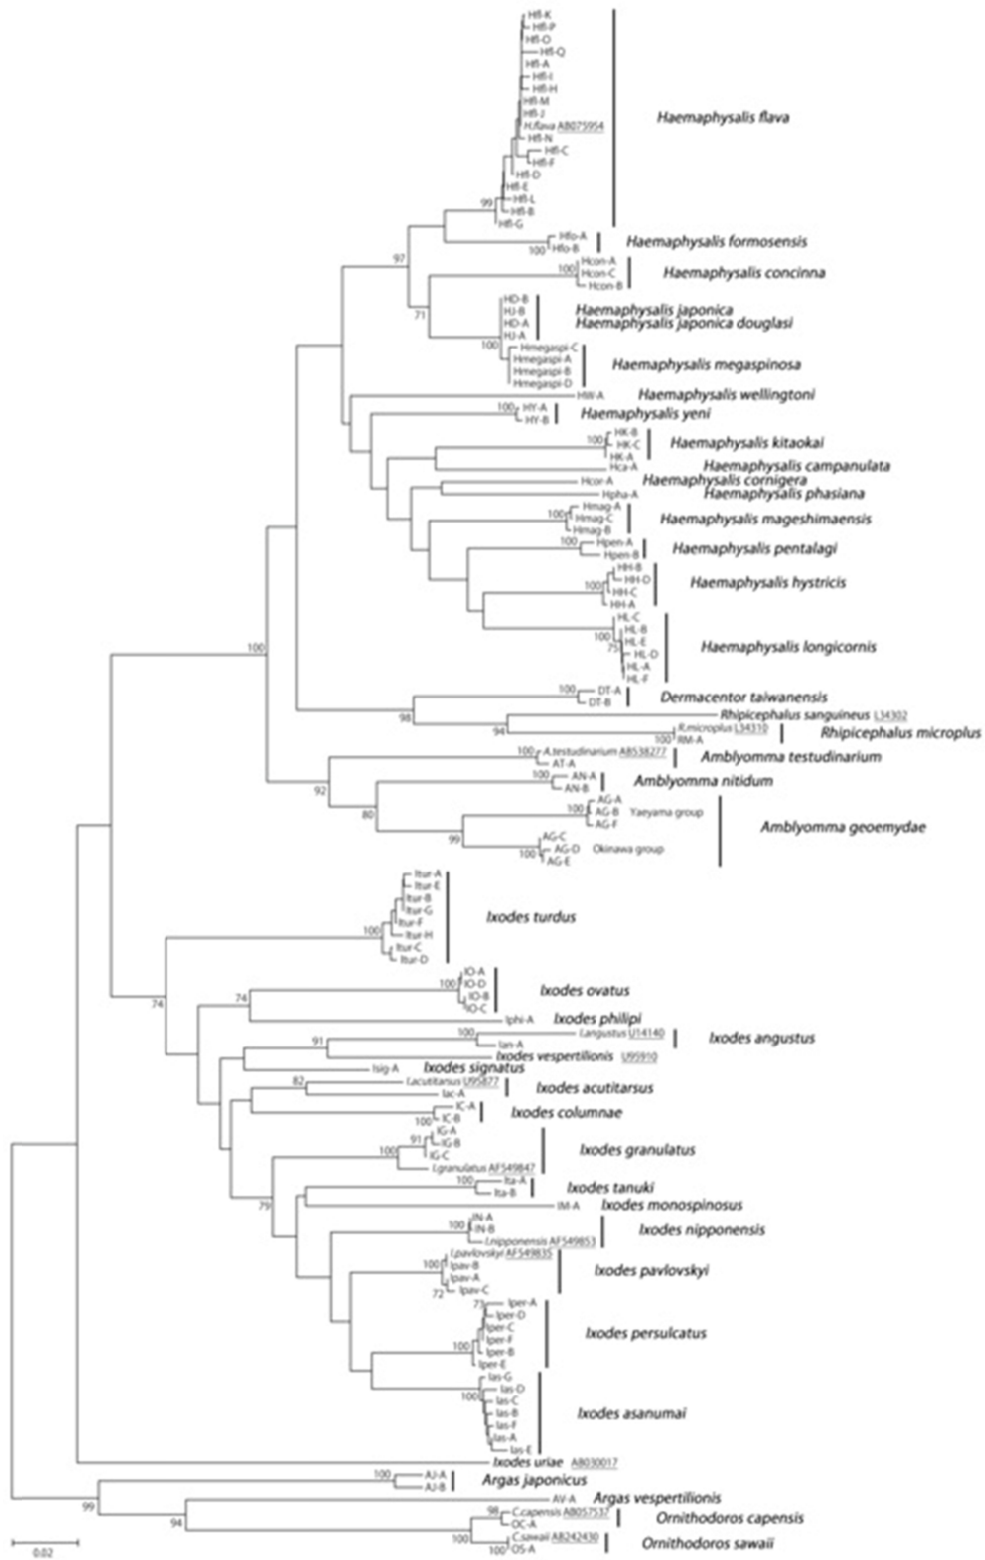 Hfl-K
Hfl-P
Hfl-O
Hfl-Q
Hfl-A
Hfl-I
Hfl-H
Hfl-M
Hfl-J
H.flava AB075954
Hfl-N
Hfl-C
Hfl-F
Hfl-D
Hfl-E
Hfl-L
Hfl-B
Hfl-G
99
Haemaphysalis flava
Hfo-A
Hfo-B
100
Haemaphysalis formosensis
97
Hcon-A
Hcon-C
Hcon-B
100
Haemaphysalis concinna
71
HD-B
HJ-B
HD-A
HJ-A
Haemaphysalis japonica
Haemaphysalis japonica douglasi
100
Hmegaspi-C
Hmegaspi-A
Hmegaspi-B
Hmegaspi-D
Haemaphysalis megaspinosa
HW-A Haemaphysalis wellingtoni
100
HY-A
HY-B
Haemaphysalis yeni
100
HK-B
HK-C
HK-A
Haemaphysalis kitaokai
Hca-A Haemaphysalis campanulata
Hcor-A Haemaphysalis cornigera
Hpha-A Haemaphysalis phasiana
100
Hmag-A
Hmag-C
Hmag-B
Haemaphysalis mageshimaensis
100
Hpen-A
Hpen-B
Haemaphysalis pentalagi
100
HH-B
HH-D
HH-C
HH-A
Haemaphysalis hystricis
HL-C
HL-B
HL-E
HL-D
HL-A
HL-F
100
75
Haemaphysalis longicornis
100
100
DT-A
DT-B
Dermacentor taiwanensis
98
Rhipicephalus sanguineus L34302
94
R.microplus L34310
100 RM-A
Rhipicephalus microplus
100
A.testudinarium AB538277
AT-A
Amblyomma testudinarium
92
100
AN-A
AN-B
Amblyomma nitidum
80
100
AG-A
AG-B
AG-F
Yaeyama group
99
AG-C
AG-D
AG-E
100
Okinawa group
Amblyomma geoemydae
Itur-A
Itur-E
Itur-B
Itur-G
Itur-F
Itur-H
Itur-C
Itur-D
100
Ixodes turdus
74
74
100
IO-A
IO-D
IO-B
IO-C
Ixodes ovatus
Iphi-A Ixodes philipi
91
100
I.angustus U14140
Ian-A
Ixodes angustus
Ixodes vespertilionis U95910
Isig-A Ixodes signatus
82
I.acutitarsus U95877
Iac-A
Ixodes acutitarsus
IC-A
IC-B
100
Ixodes columnae
91
IG-A
IG-B
IG-C
100
I.granulatus AF549847
Ixodes granulatus
79
100
Ita-A
Ita-B
Ixodes tanuki
IM-A Ixodes monospinosus
100
IN-A
IN-B
I.nipponensis AF549853
Ixodes nipponensis
I.pavlovskyi AF549835
Ipav-B
Ipav-A
Ipav-C
100
72
Ixodes pavlovskyi
73
Iper-A
Iper-D
Iper-C
Iper-F
Iper-B
Iper-E
100
Ixodes persulcatus
Ias-G
Ias-D
Ias-C
Ias-B
Ias-F
Ias-A
Ias-E
100
Ixodes asanumai
Ixodes uriae AB030017
100
AJ-A
AJ-B
Argas japonicus
99
AV-A Argas vespertilionis
94
98
C.capensis AB057537
OC-A
Ornithodoros capensis
100
C.sawaii AB242430
100 OS-A
Ornithodoros sawaii
0.02